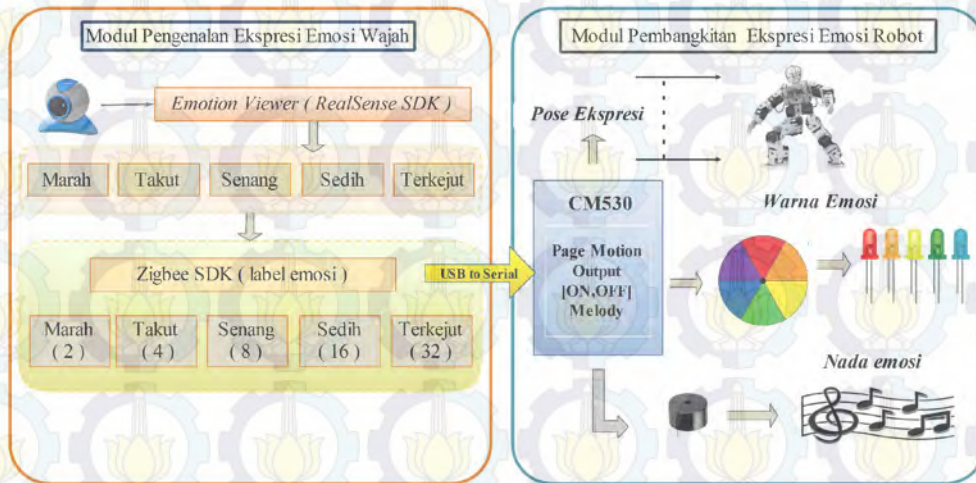 Modul Pengenalan Ekspresi Emosi Wajah
Emotion Viewer ( RealSense SDK )
Marah
Takut
Senang
Sedih
Terkejut
Zigbee SDK ( label emosi )
Marah
( 2 )
Takut
( 4 )
Senang
( 8 )
Sedih
( 16 )
Terkejut
( 32 )
USB to Serial
Modul Pembangkitan Ekspresi Emosi Robot
Pose Ekspresi
CM530
Page Motion
Output
[ON,OFF]
Melody
Warna Emosi
Nada emosi